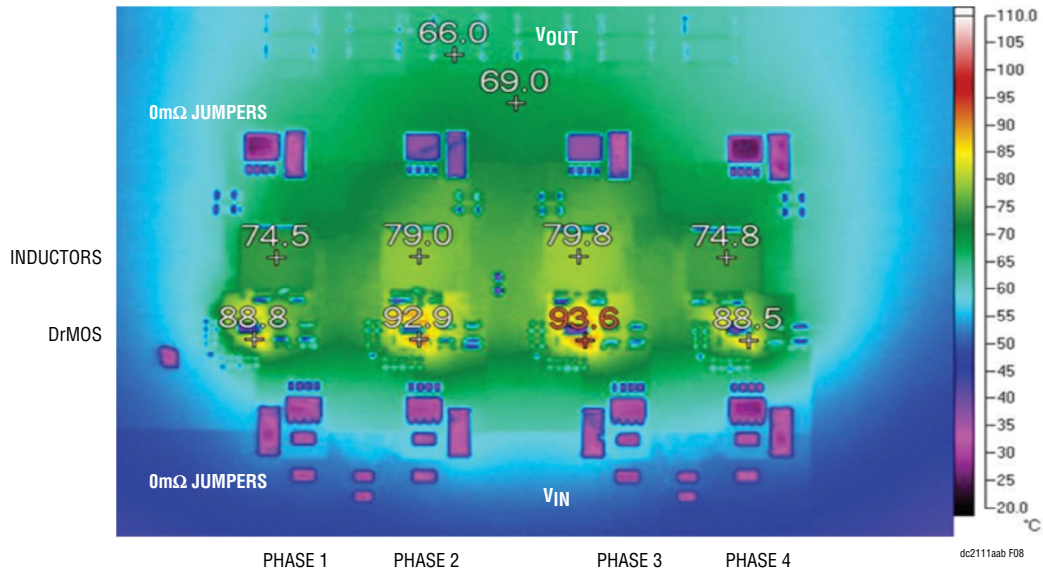 66.0
VOUT
69.0
0mΩ JUMPERS
INDUCTORS
74.5
79.0
79.8
74.8
DrMOS
88.8
92.9
93.6
88.5
0mΩ JUMPERS
VIN
PHASE 1
PHASE 2
PHASE 3
PHASE 4
110.0
105
100
95
90
85
80
75
70
65
60
55
50
45
40
35
30
25
20.0
°C
dc2111aab F08